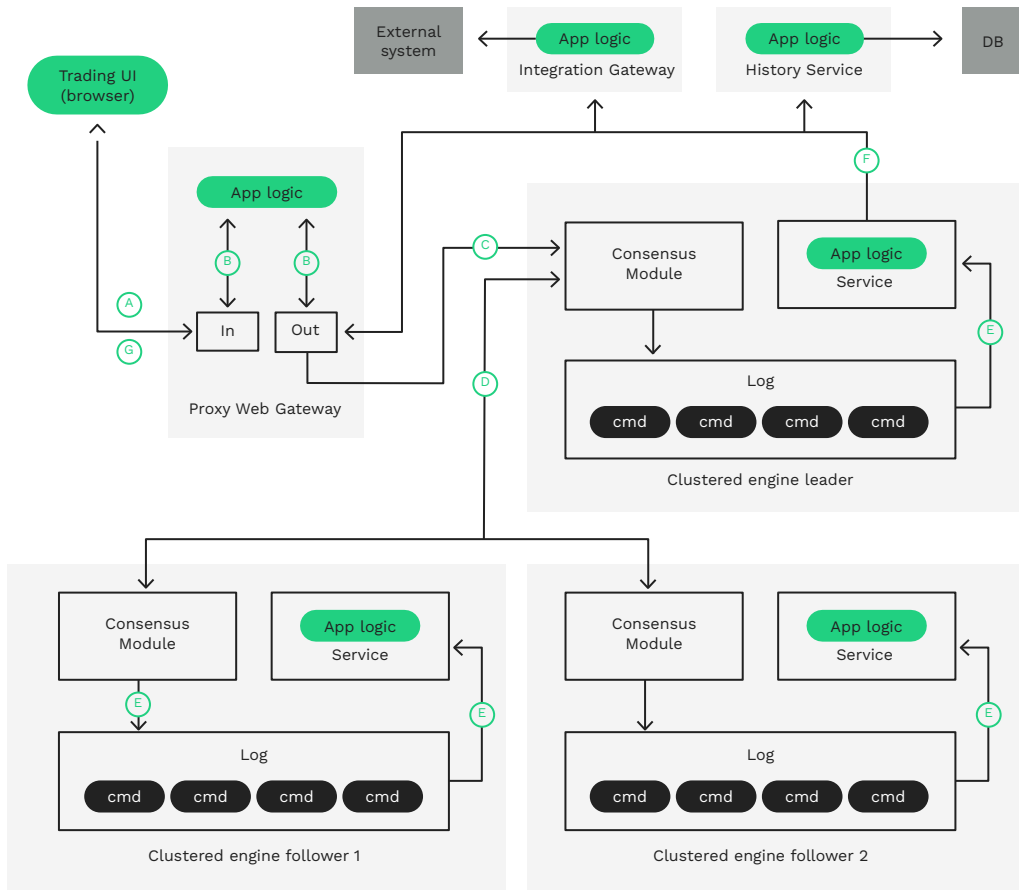 External
system
App logic
Integration Gateway
App logic
History Service
DB
Trading UI
(browser)
F
App logic
B
B
A
G
In
Out
Proxy Web Gateway
C
D
Consensus
Module
App logic
Service
E
Log
cmd
cmd
cmd
cmd
Clustered engine leader
Consensus
Module
App logic
Service
E
E
Log
cmd
cmd
cmd
cmd
Clustered engine follower 1
Consensus
Module
App logic
Service
E
Log
cmd
cmd
cmd
cmd
Clustered engine follower 2